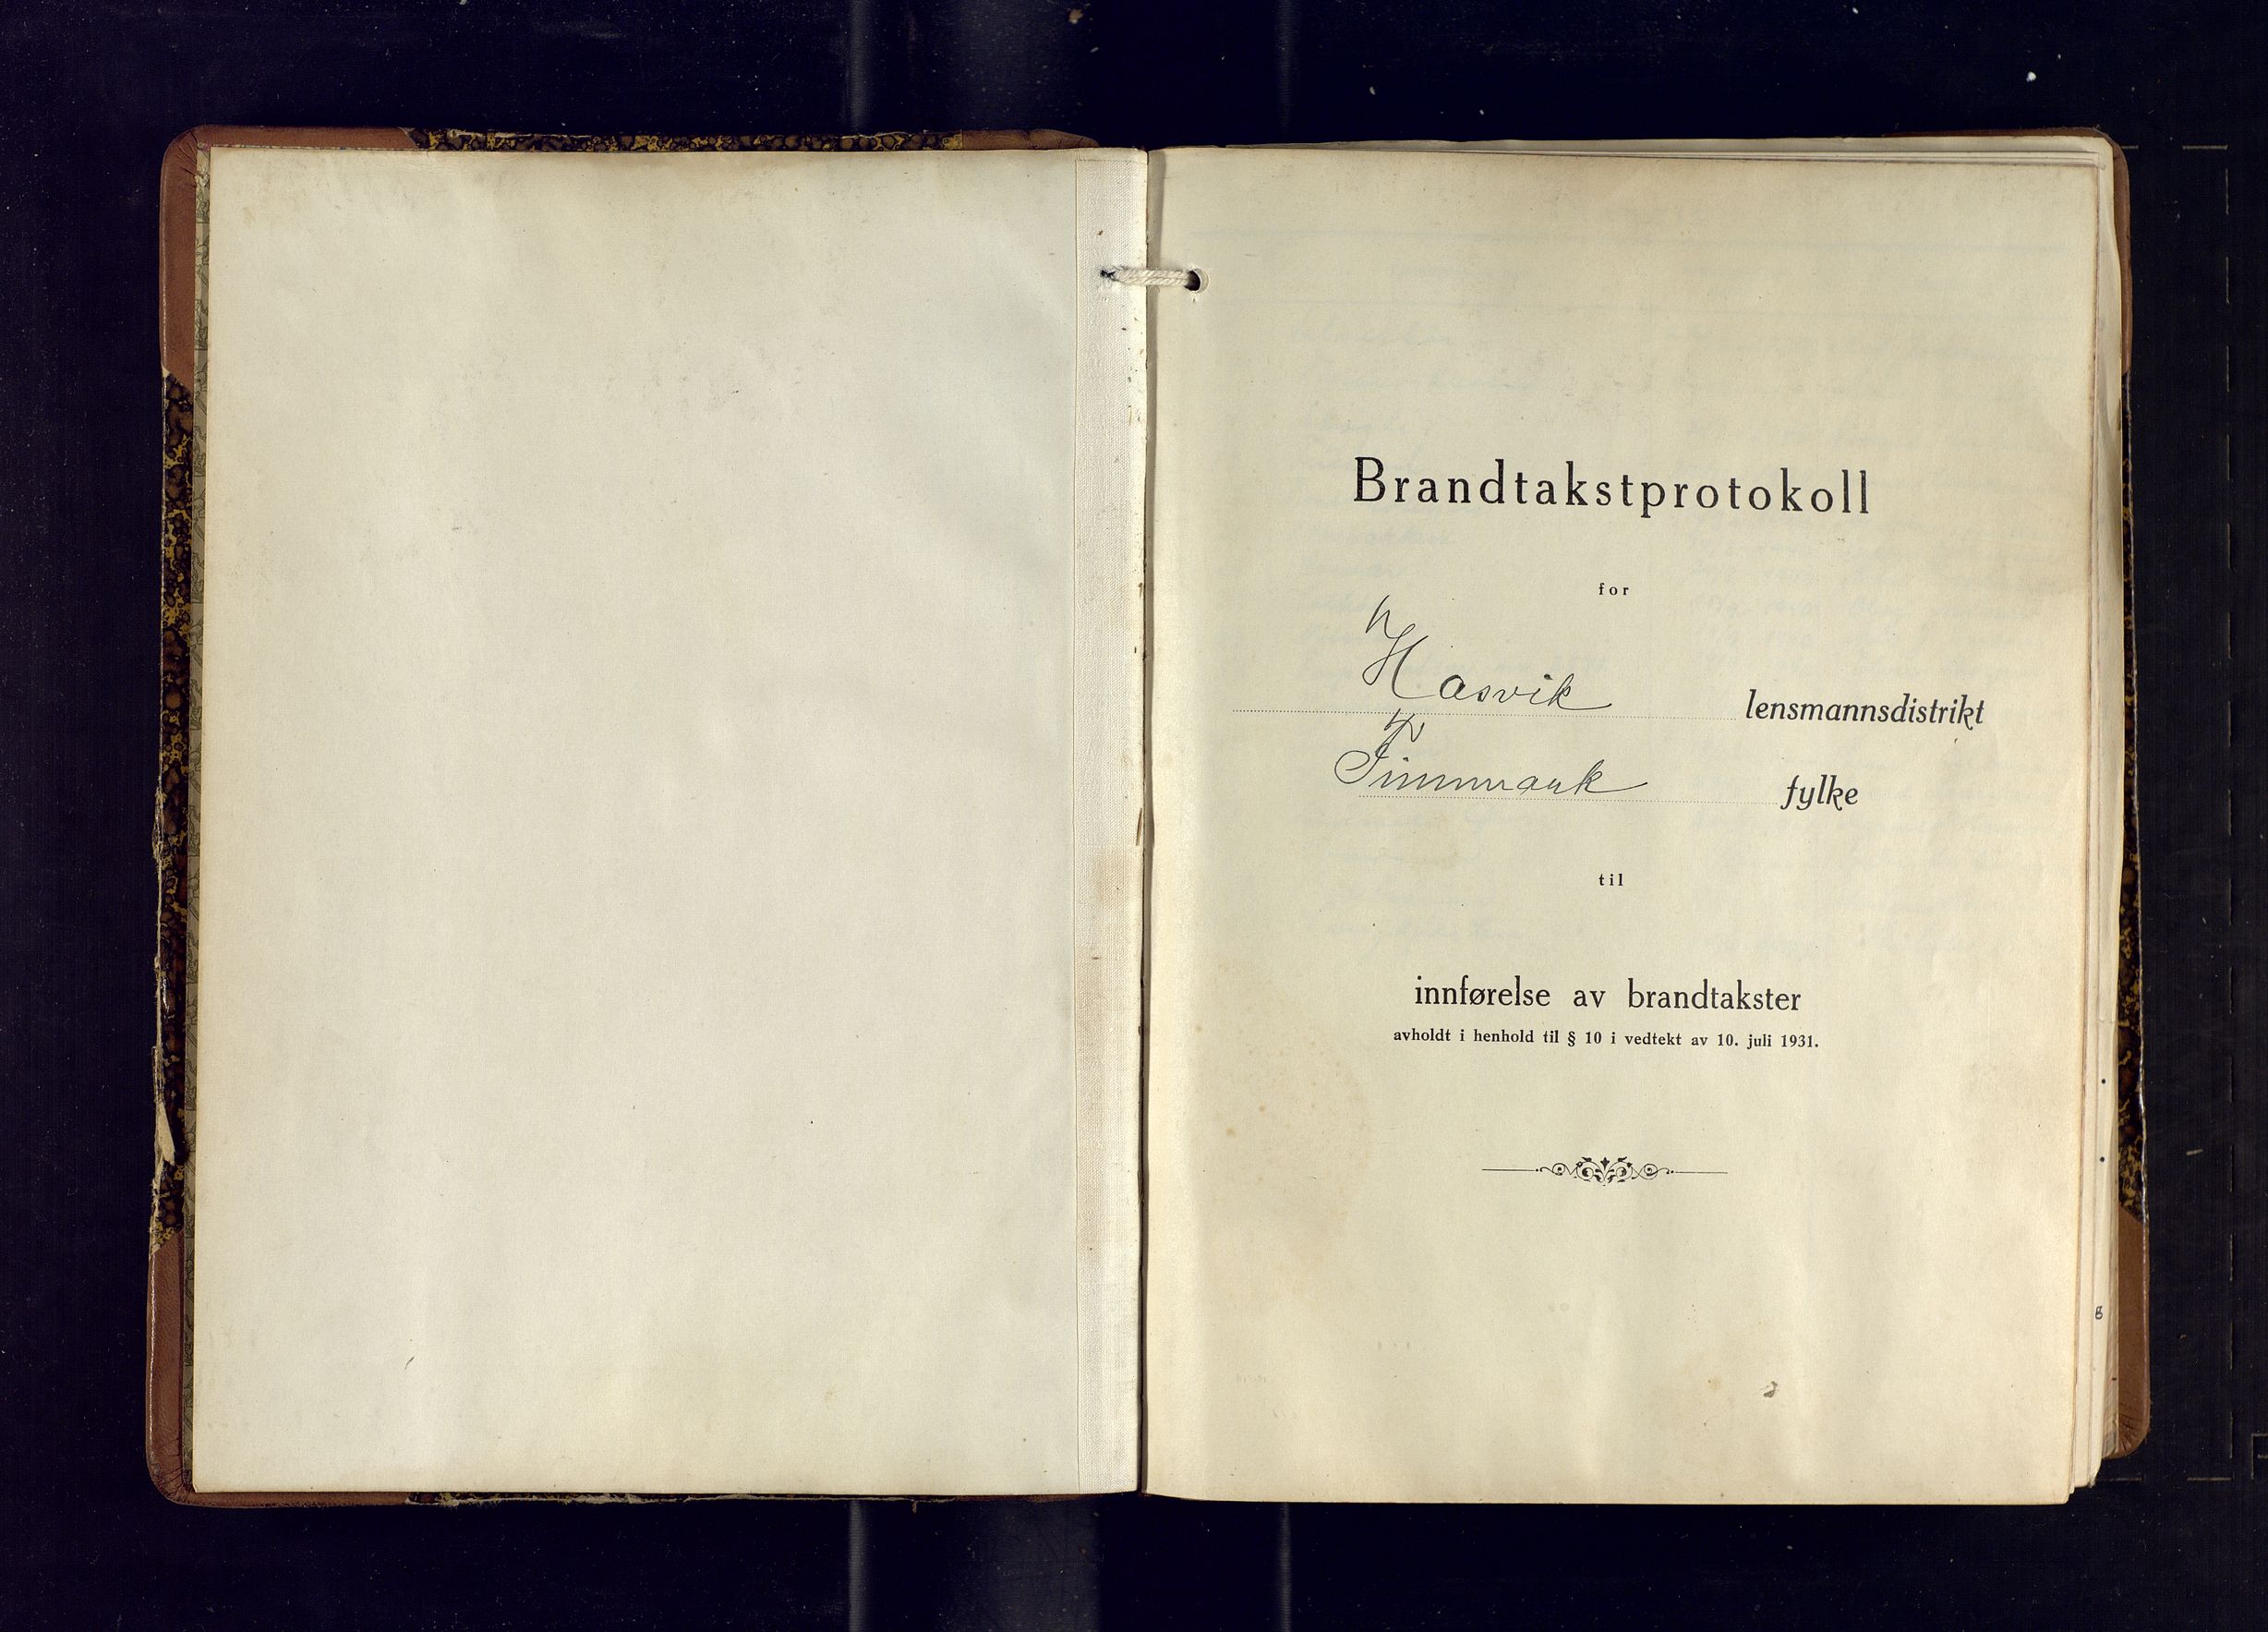 Brandtakstprotokoll
for
Hasvik lensmannsdistrikt
Finnmark fylke
til
innførelse av brandtakster
avholdt i henhold til § 10 i vedtekt av 10. juli 1931.
8